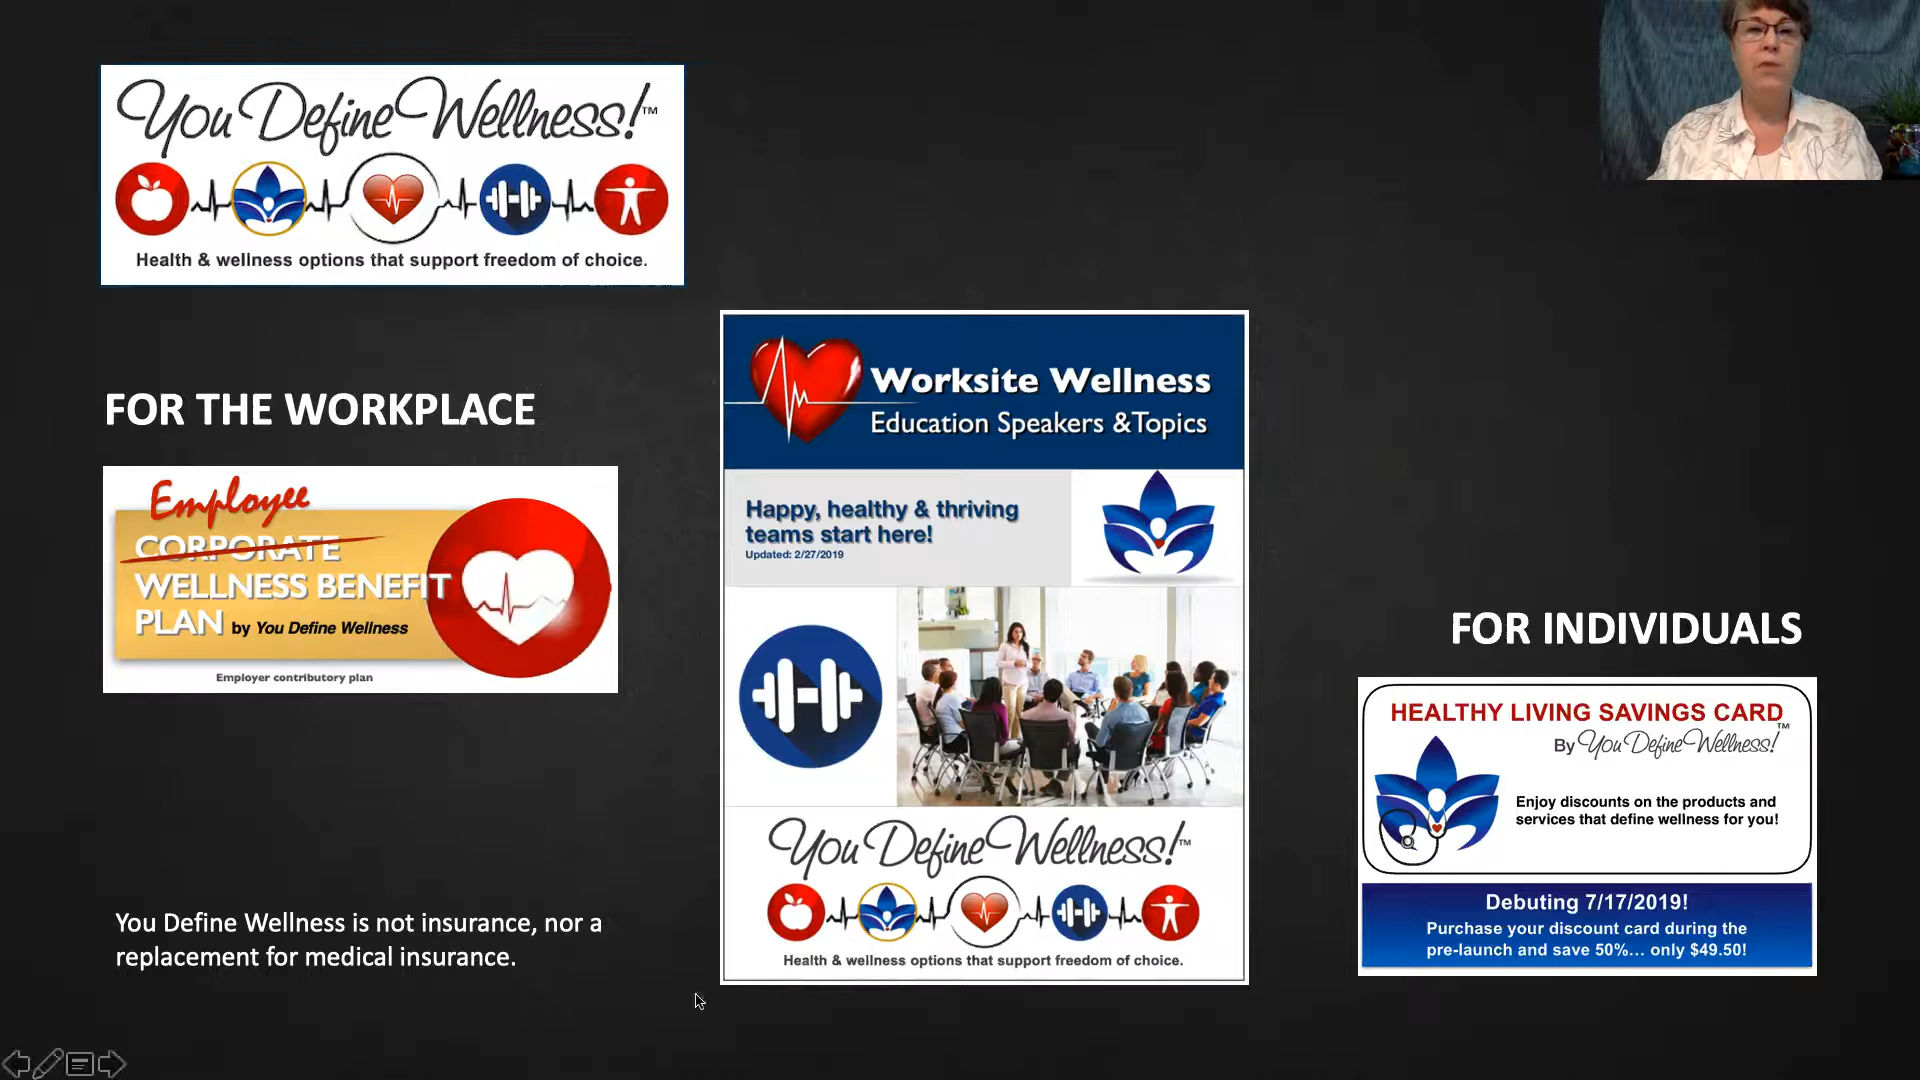 You Define Wellness!™
Health & wellness options that support freedom of choice.
FOR THE WORKPLACE
Employee
CORPORATE
WELLNESS BENEFIT
PLAN by You Define Wellness
Employer contributory plan
You Define Wellness is not insurance, nor a
replacement for medical insurance.
Worksite Wellness
Education Speakers &Topics
Happy, healthy & thriving
teams start here!
Updated: 2/27/2019
You Define Wellness!™
Health & wellness options that support freedom of choice.
FOR INDIVIDUALS
HEALTHY LIVING SAVINGS CARD™
By You Define Wellness!
Enjoy discounts on the products and
services that define wellness for you!
Debuting 7/17/2019!
Purchase your discount card during the
pre-launch and save 50%... only $49.50!